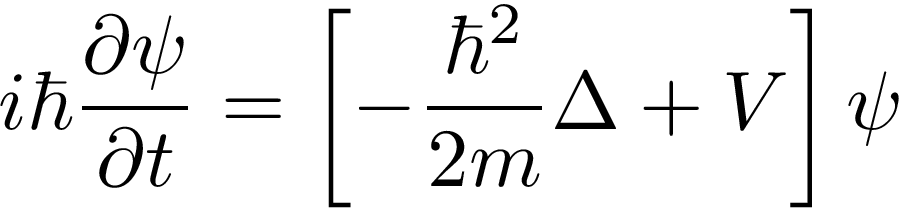 iℏ ∂ψ/∂t = [−ℏ²/2m Δ + V] ψ